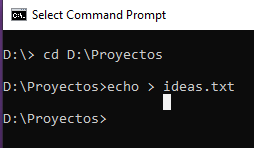 Select Command Prompt
D:\> cd D:\Proyectos
D:\Proyectos>echo > ideas.txt
D:\Proyectos>